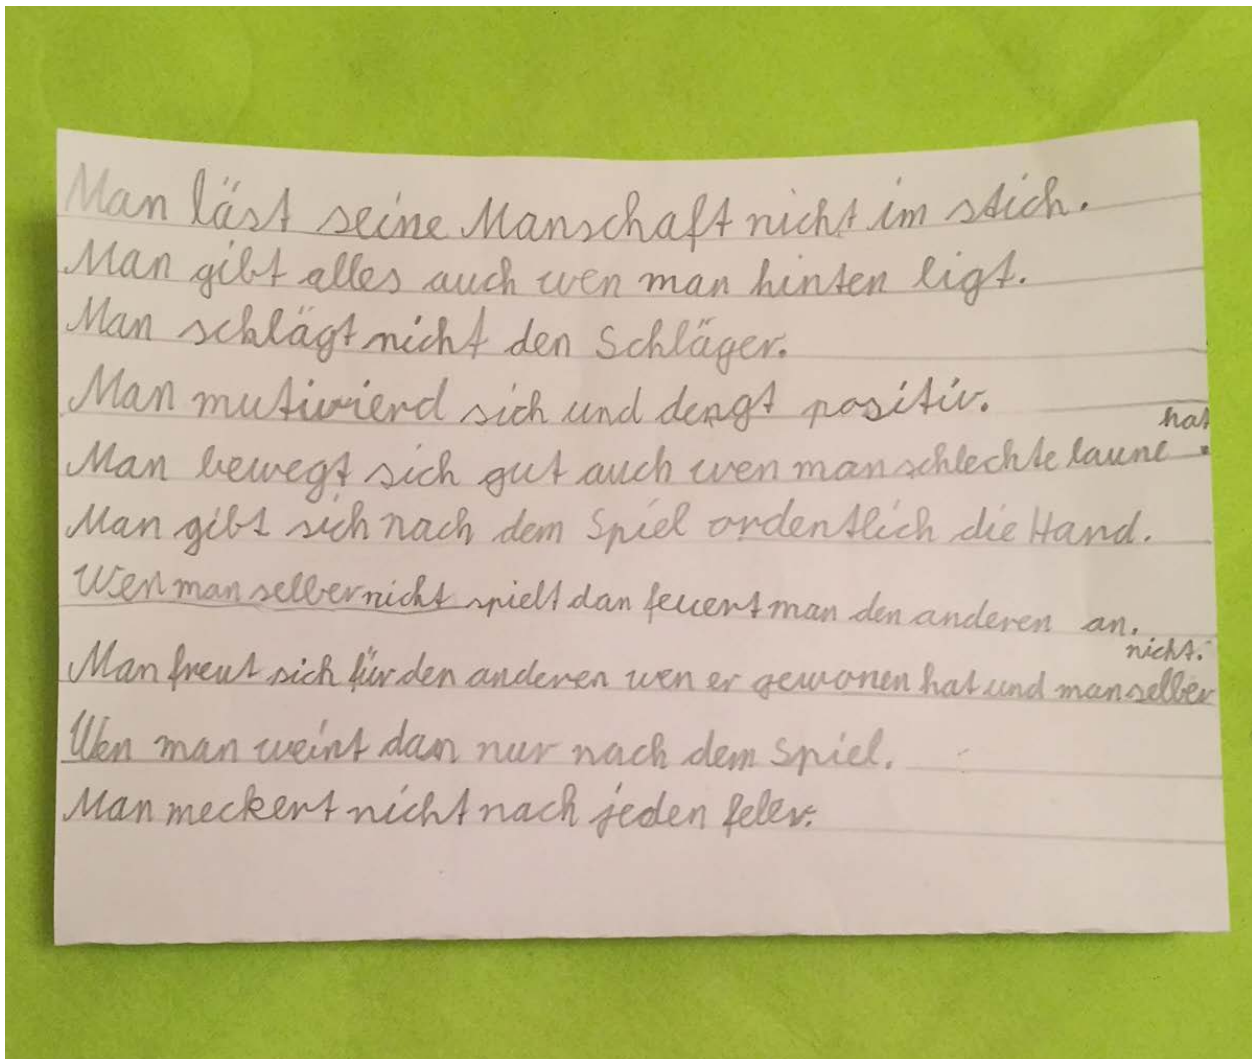 Man läst seine Manschaft nicht im stich.
Man gibt alles auch wen man hinten ligt.
Man schlägt nicht den Schläger.
Man mutivierd sich und dengt positiv.
hat
Man bewegt sich gut auch wen man schlechte laune .
Man gibt sich nach dem Spiel ordentlich die Hand.
Wen man selber nicht spielt dan feuert man den anderen an.
nicht.
Man freut sich für den anderen wen er gewonen hat und man selber
Wen man weint dan nur nach dem Spiel.
Man meckert nicht nach jeden feler.